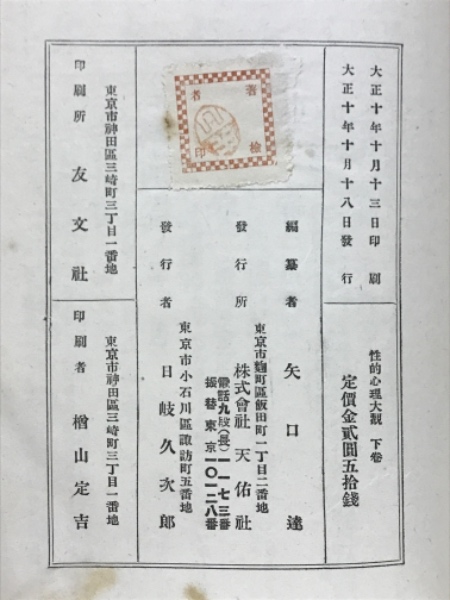 大正十年十月十三日印刷
大正十年十月十八日發行
性的心理大觀 下卷
定價金貳圓五拾錢
著者
檢印
編纂者 矢口達
東京市麴町區飯田町一丁目二番地
發行所 株式會社天佑社
電話九段(長)一一七三番
振替東京一〇一二八番
東京市小石川區諏訪町五番地
發行者 日岐久次郎
東京市神田區三崎町三丁目一番地
印刷所 友文社
東京市神田區三崎町三丁目一番地
印刷者 楢山定吉